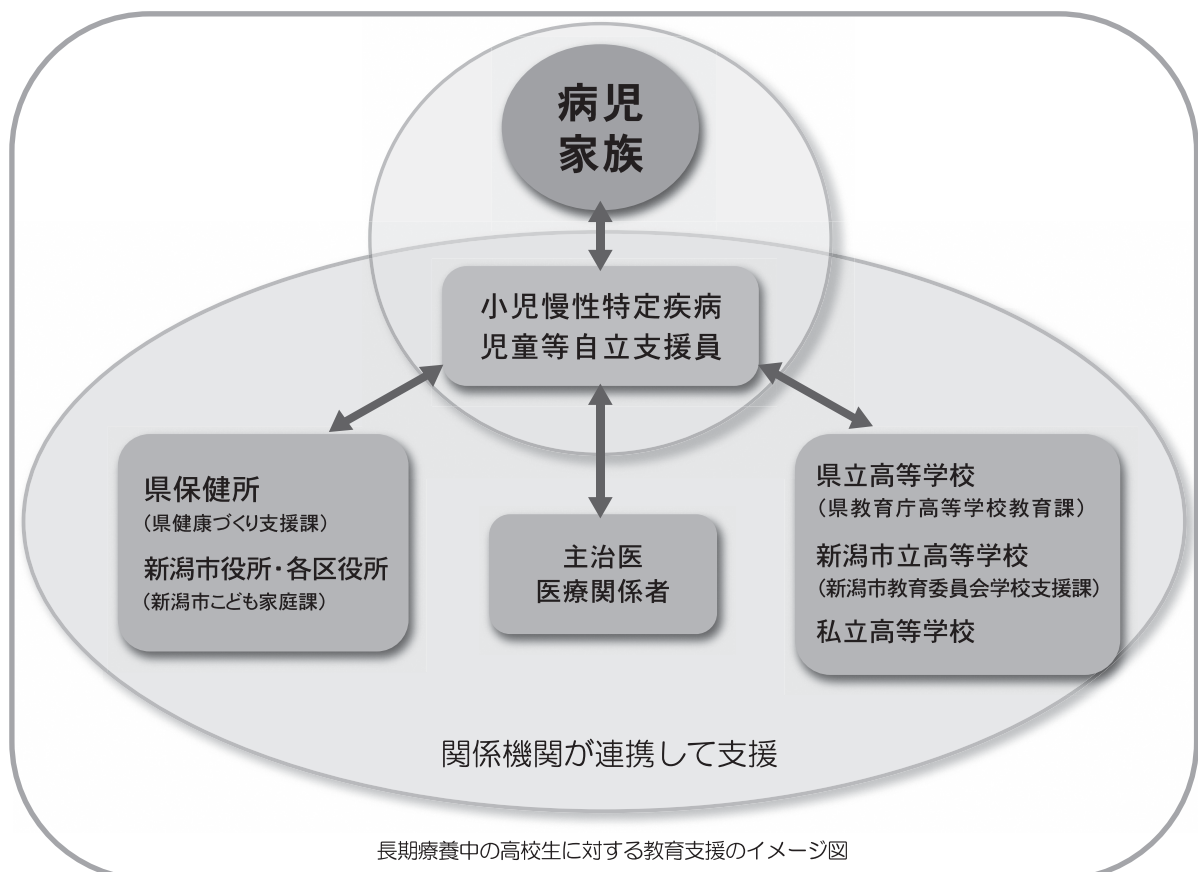 病児
家族
小児慢性特定疾病
児童等自立支援員
県保健所
（県健康づくり支援課）
新潟市役所・各区役所
（新潟市こども家庭課）
主治医
医療関係者
県立高等学校
（県教育庁高等学校教育課）
新潟市立高等学校
（新潟市教育委員会学校支援課）
私立高等学校
関係機関が連携して支援
長期療養中の高校生に対する教育支援のイメージ図